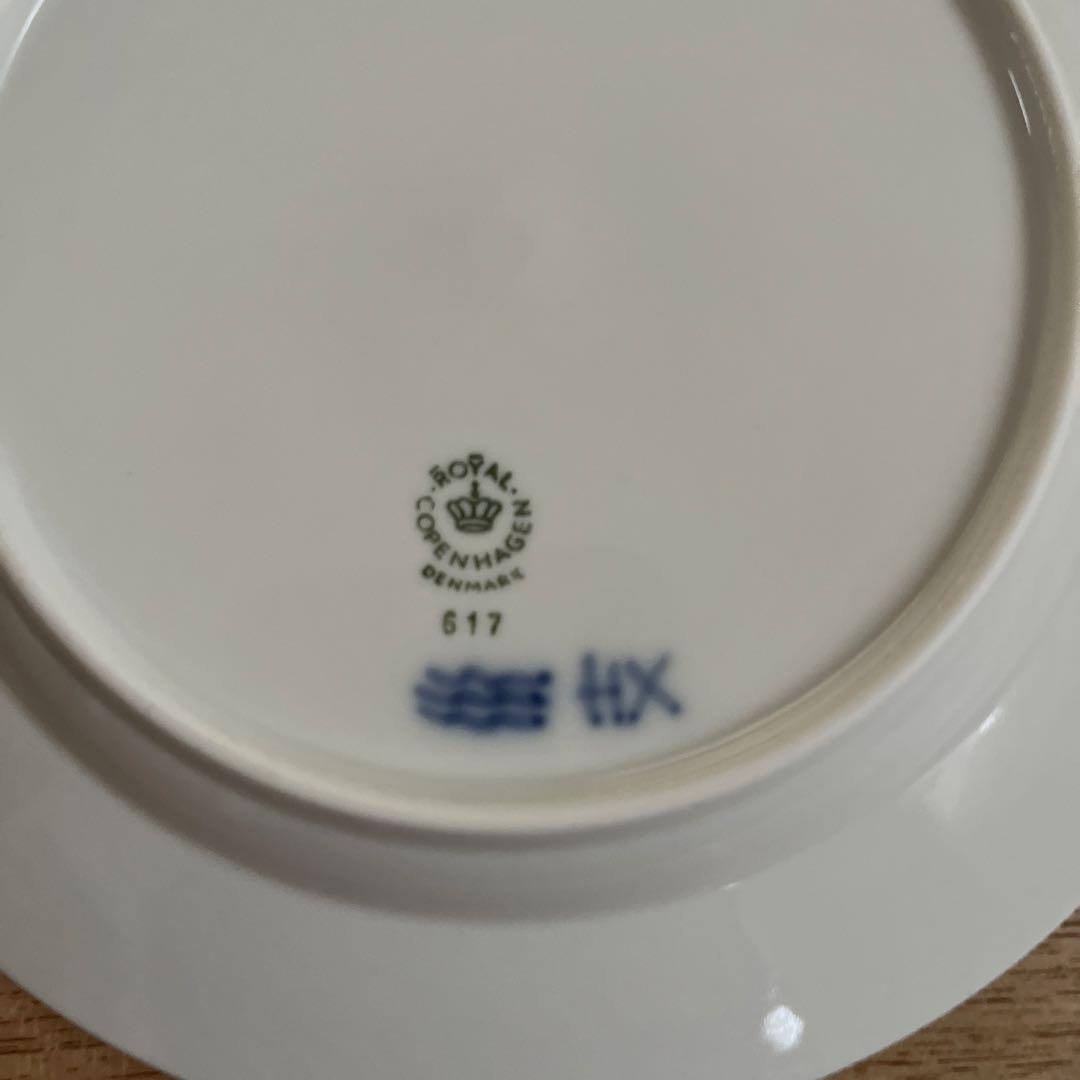 ROYAL
COPENHAGEN
DENMARK
617